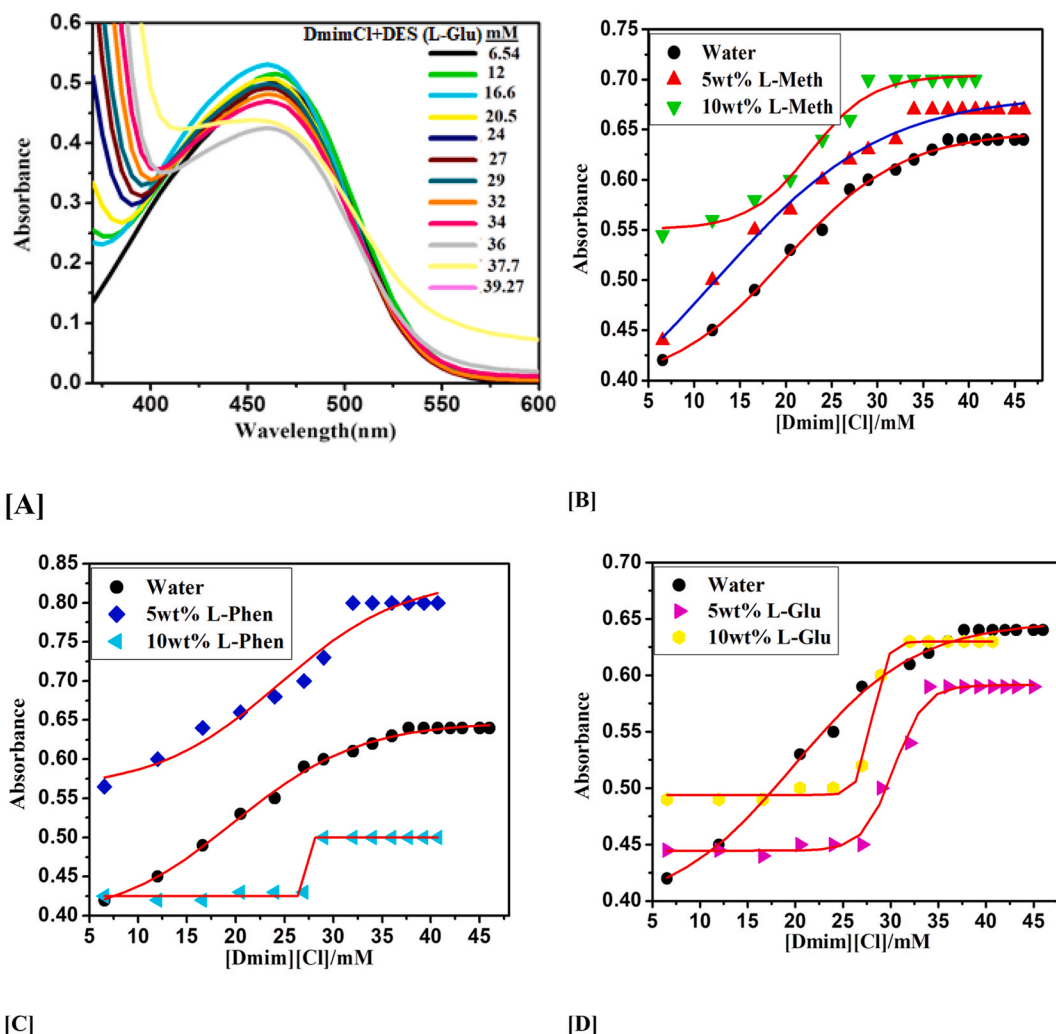 0.6
0.5
0.4
0.3
0.2
0.1
0.0
Absorbance
DmimCl+DES (L-Glu) mM
6.54
12
16.6
20.5
24
27
29
32
34
36
37.7
39.27
400 450 500 550 600
Wavelength(nm)
[A]
0.75
0.70
0.65
0.60
0.55
0.50
0.45
0.40
Absorbance
Water
5wt% L-Meth
10wt% L-Meth
5 10 15 20 25 30 35 40 45
[Dmim][Cl]/mM
[B]
0.85
0.80
0.75
0.70
0.65
0.60
0.55
0.50
0.45
0.40
Absorbance
Water
5wt% L-Phen
10wt% L-Phen
5 10 15 20 25 30 35 40 45
[Dmim][Cl]/mM
[C]
0.70
0.65
0.60
0.55
0.50
0.45
0.40
Absorbance
Water
5wt% L-Glu
10wt% L-Glu
5 10 15 20 25 30 35 40 45
[Dmim][Cl]/mM
[D]